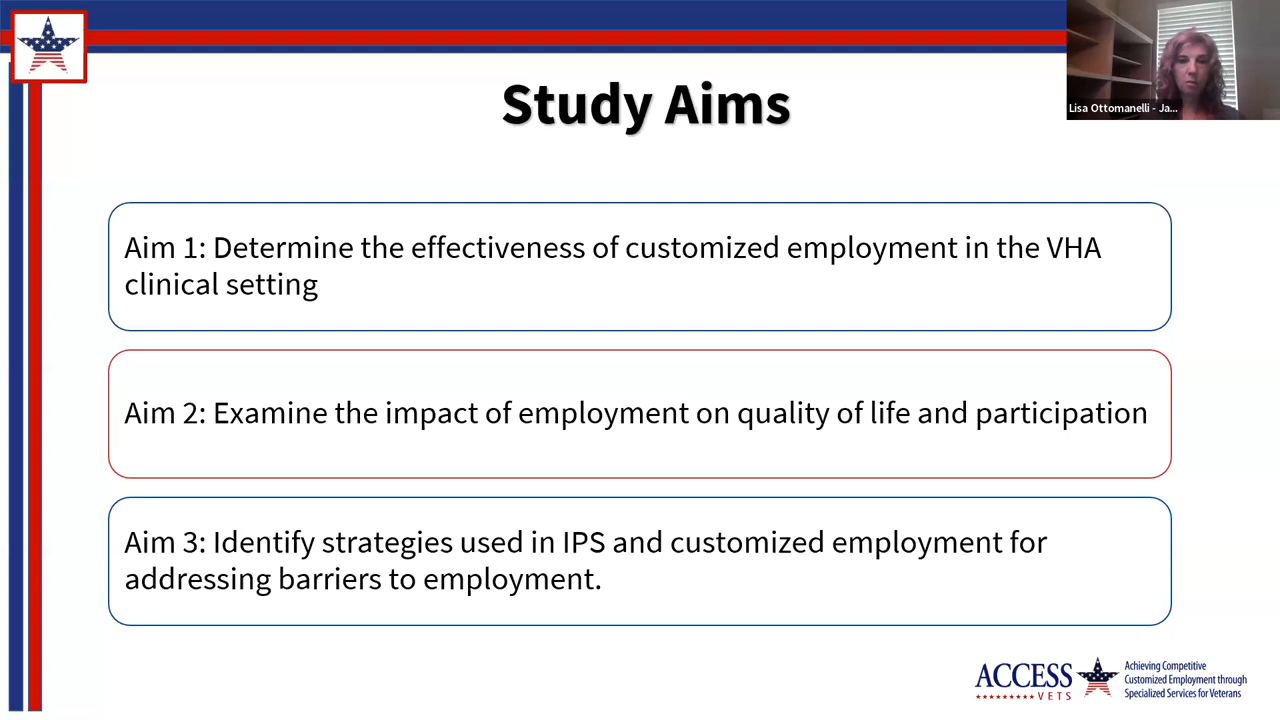 Lisa Ottomanelli - Ja...
Study Aims
Aim 1: Determine the effectiveness of customized employment in the VHA
clinical setting
Aim 2: Examine the impact of employment on quality of life and participation
Aim 3: Identify strategies used in IPS and customized employment for
addressing barriers to employment.
ACCESS
VETS
Achieving Competitive
Customized Employment through
Specialized Services for Veterans